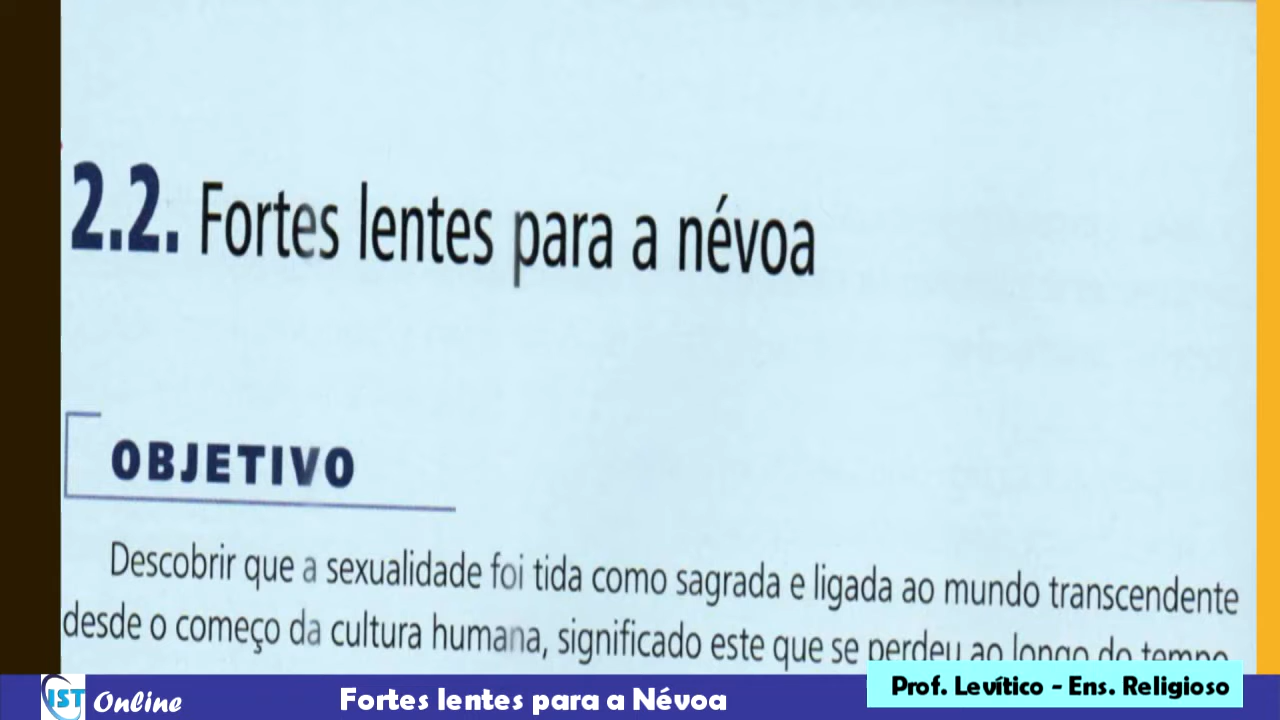 2.2. Fortes lentes para a névoa
OBJETIVO
Descobrir que a sexualidade foi tida como sagrada e ligada ao mundo transcendente
desde o começo da cultura humana, significado este que se perdeu ao longo do tempo
IST Online
Fortes lentes para a Névoa
Prof. Levítico - Ens. Religioso